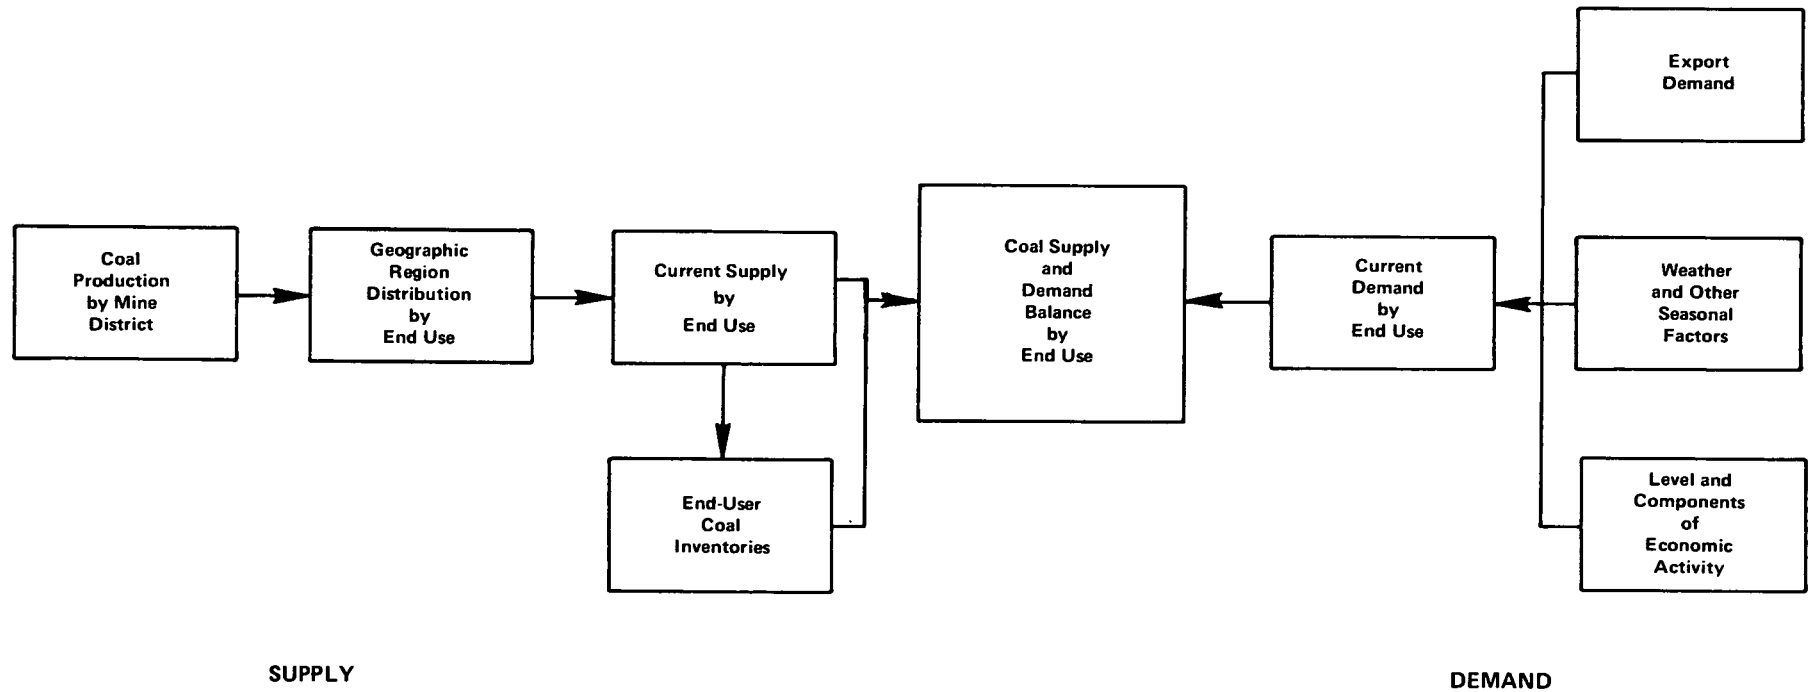 Coal
Production
by Mine
District
Geographic
Region
Distribution
by
End Use
Current Supply
by
End Use
End-User
Coal
Inventories
Coal Supply
and
Demand
Balance
by
End Use
Current
Demand
by
End Use
Export
Demand
Weather
and Other
Seasonal
Factors
Level and
Components
of
Economic
Activity
SUPPLY
DEMAND